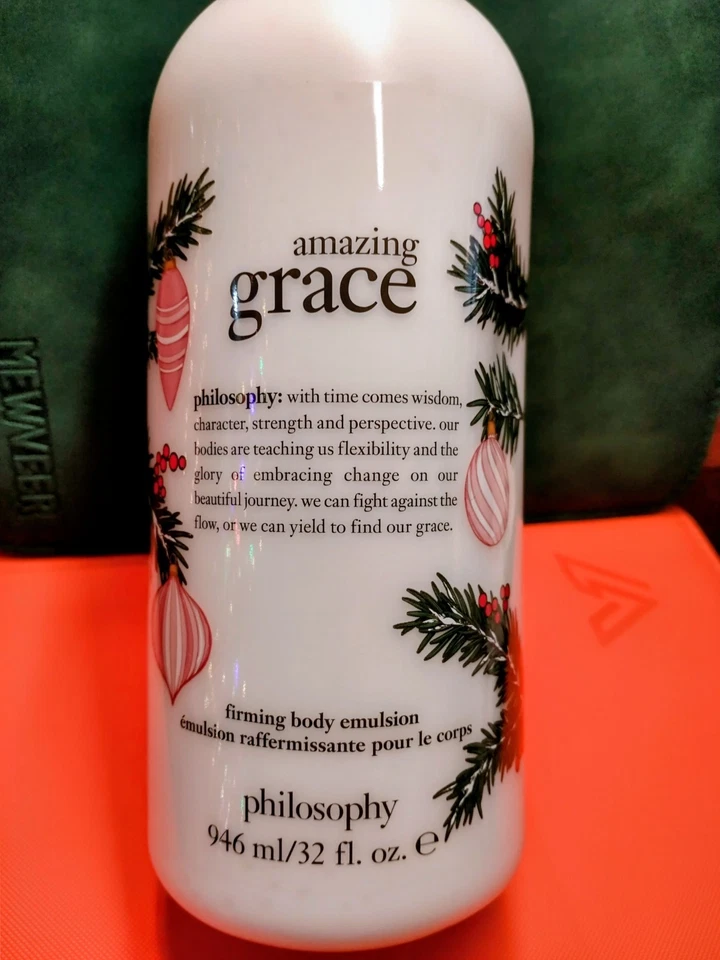 amazing
grace
philosophy: with time comes wisdom,
character, strength and perspective. our
bodies are teaching us flexibility and the
glory of embracing change on our
beautiful journey. we can fight against the
flow, or we can yield to find our grace.
firming body emulsion
émulsion raffermissante pour le corps
philosophy
946 ml/32 fl. oz. ℮
MEWVEER